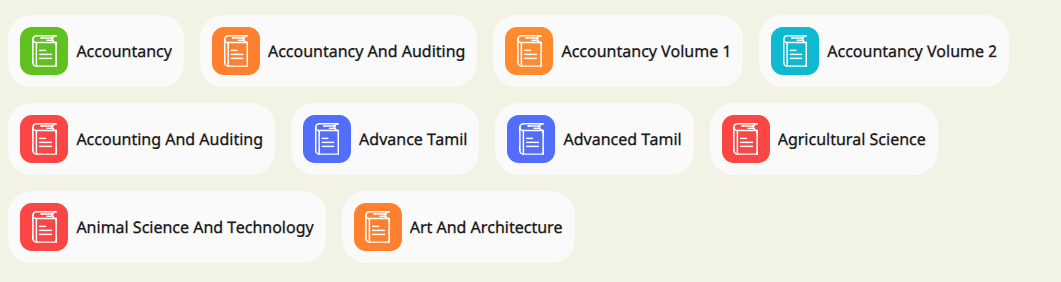 Accountancy
Accountancy And Auditing
Accountancy Volume 1
Accountancy Volume 2
Accounting And Auditing
Advance Tamil
Advanced Tamil
Agricultural Science
Animal Science And Technology
Art And Architecture